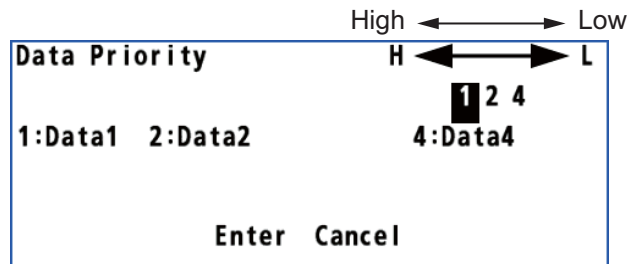 High Low
Data Priority H L
1 2 4
1:Data1 2:Data2 4:Data4
Enter Cancel